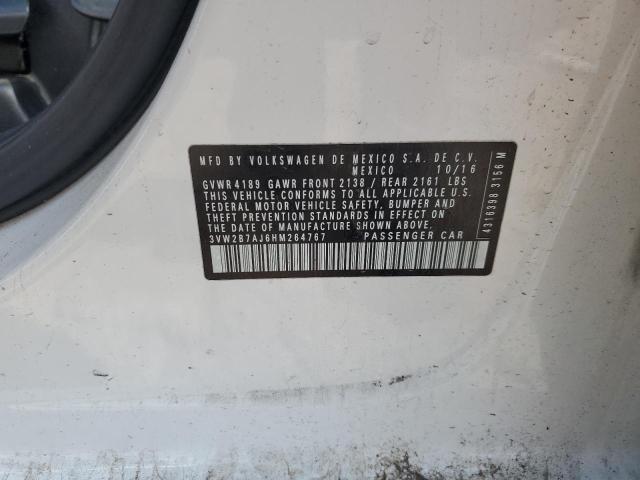 MFD BY VOLKSWAGEN DE MEXICO S.A. DE C.V.
MEXICO 10/16
GVWR 4189 GAWR FRONT 2138 / REAR 2161 LBS
THIS VEHICLE CONFORMS TO ALL APPLICABLE U.S.
FEDERAL MOTOR VEHICLE SAFETY, BUMPER AND
THEFT PREVENTION STANDARDS IN EFFECT ON
THE DATE OF MANUFACTURE SHOWN ABOVE.
3VW2B7AJ6HM264767 PASSENGER CAR
4316398 3156 M